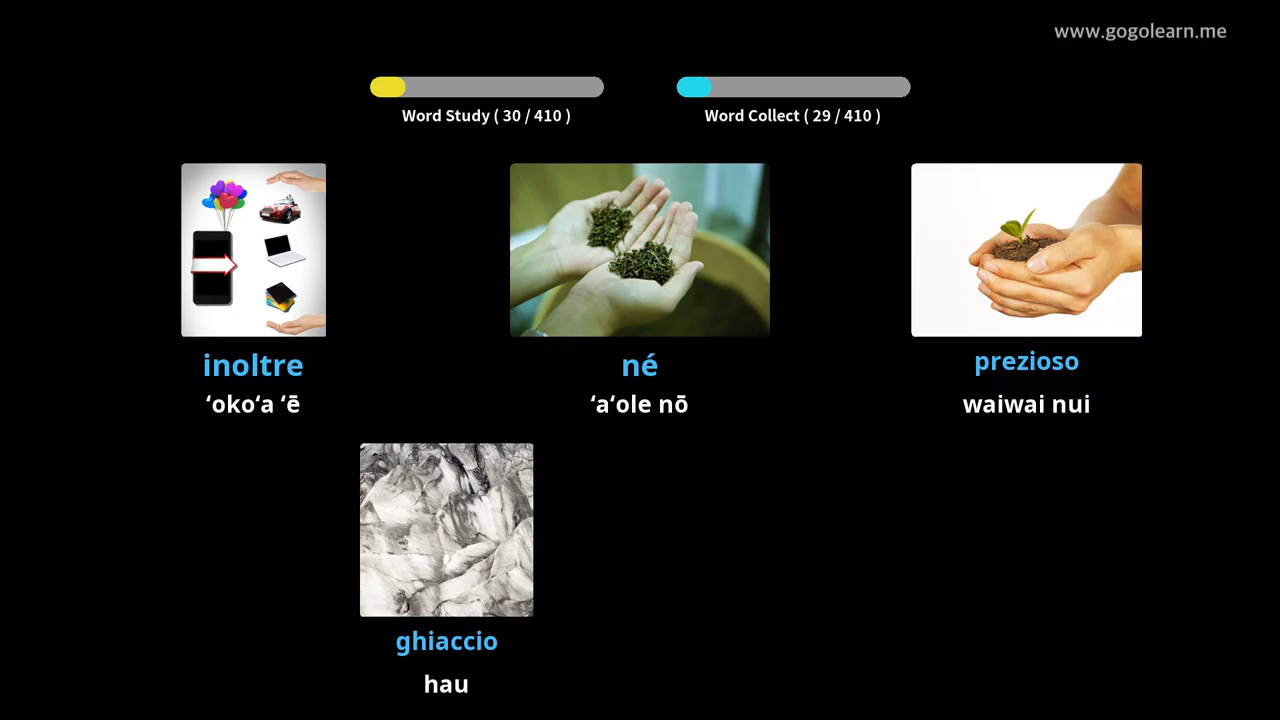 www.gogolearn.me
Word Study ( 30 / 410 )
Word Collect ( 29 / 410 )
inoltre
ʻokoʻa ʻē
né
ʻaʻole nō
prezioso
waiwai nui
ghiaccio
hau